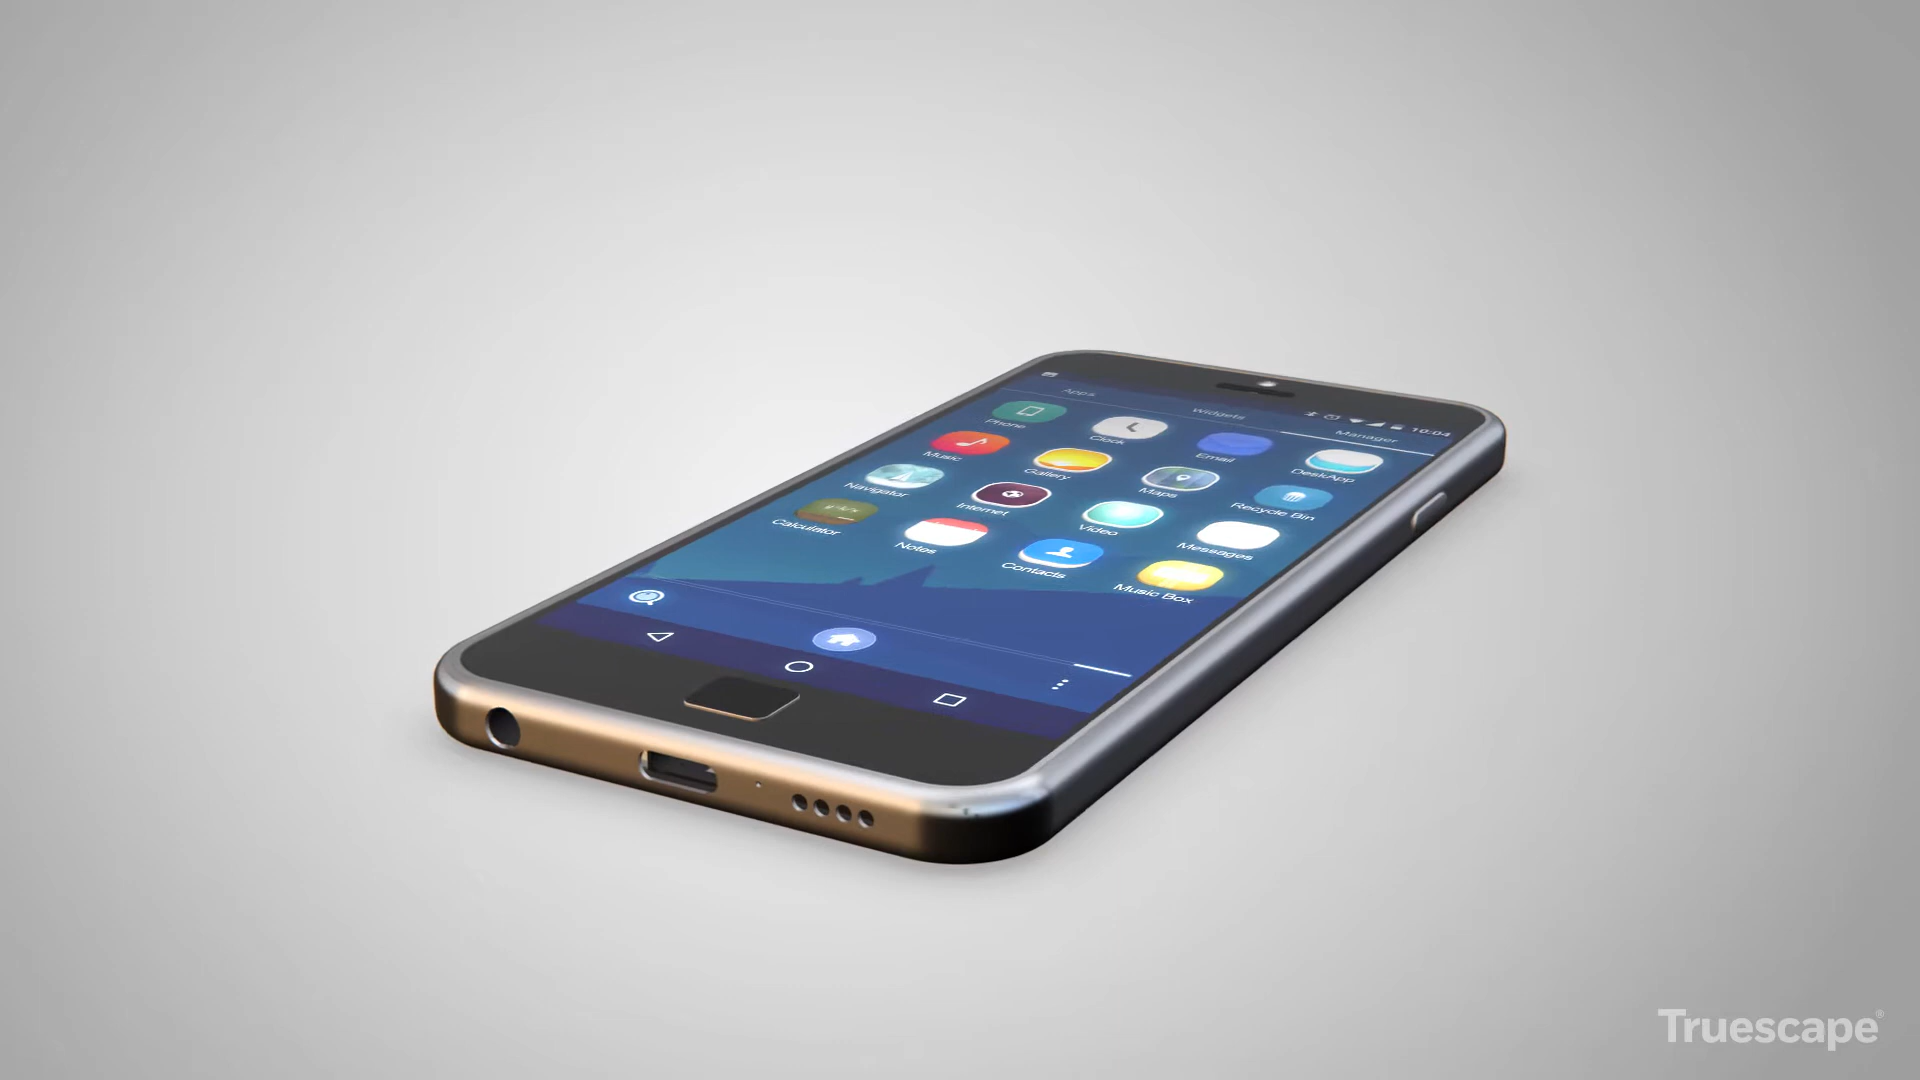 Apps Widgets Manager
10:04
Phone Clock Email DeskApp
Music Gallery Maps Recycle Bin
Navigator Internet Video Messages
Calculator Notes Contacts Music Box
Truescape®